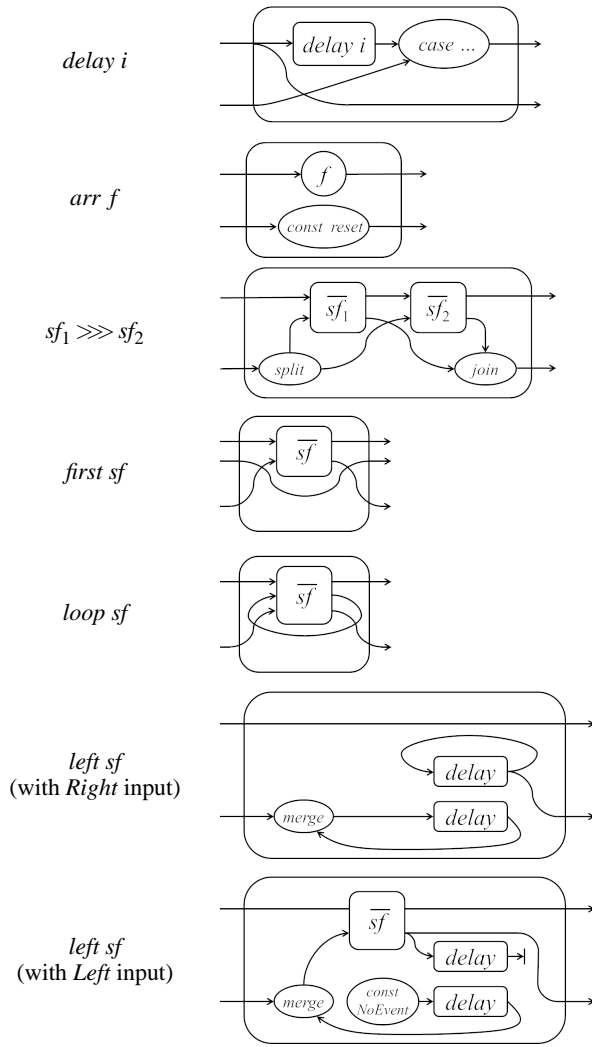 delay i
delay i
case ...
arr f
f
const reset
sf₁ >>> sf₂
sf₁
sf₂
split
join
first sf
sf
loop sf
sf
left sf
(with Right input)
delay
merge
delay
left sf
(with Left input)
sf
delay
merge
const
NoEvent
delay